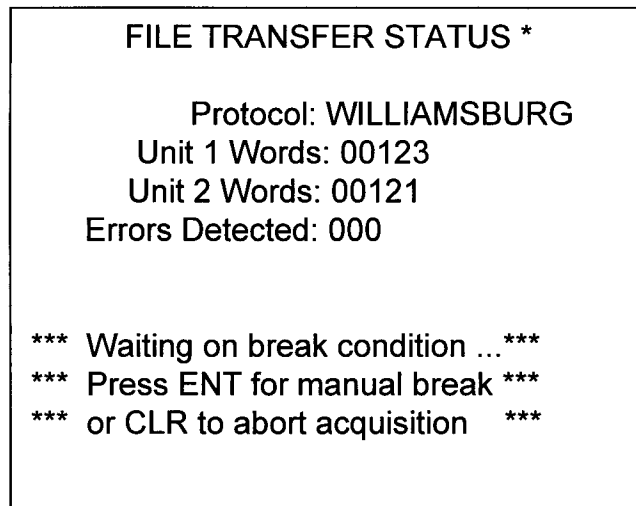 FILE TRANSFER STATUS *
Protocol: WILLIAMSBURG
Unit 1 Words: 00123
Unit 2 Words: 00121
Errors Detected: 000
*** Waiting on break condition ...***
*** Press ENT for manual break ***
*** or CLR to abort acquisition ***